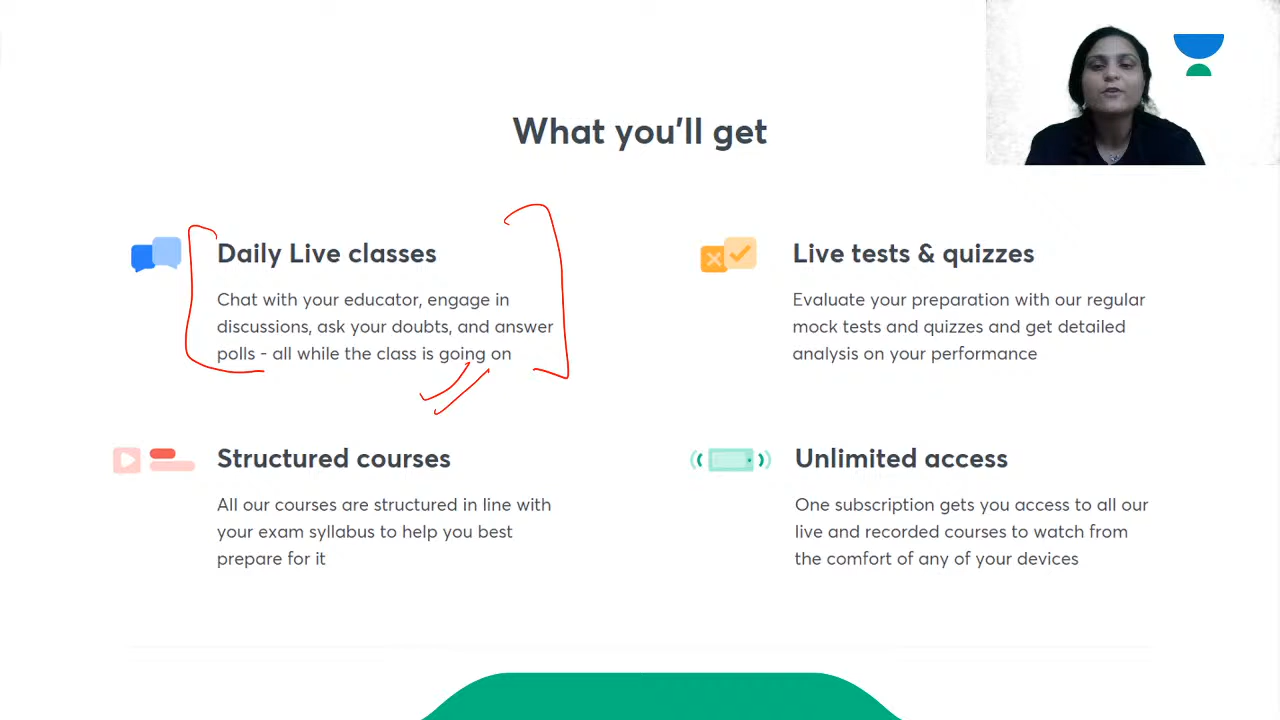 What you'll get
Daily Live classes
Chat with your educator, engage in
discussions, ask your doubts, and answer
polls - all while the class is going on
Live tests & quizzes
Evaluate your preparation with our regular
mock tests and quizzes and get detailed
analysis on your performance
Structured courses
All our courses are structured in line with
your exam syllabus to help you best
prepare for it
Unlimited access
One subscription gets you access to all our
live and recorded courses to watch from
the comfort of any of your devices